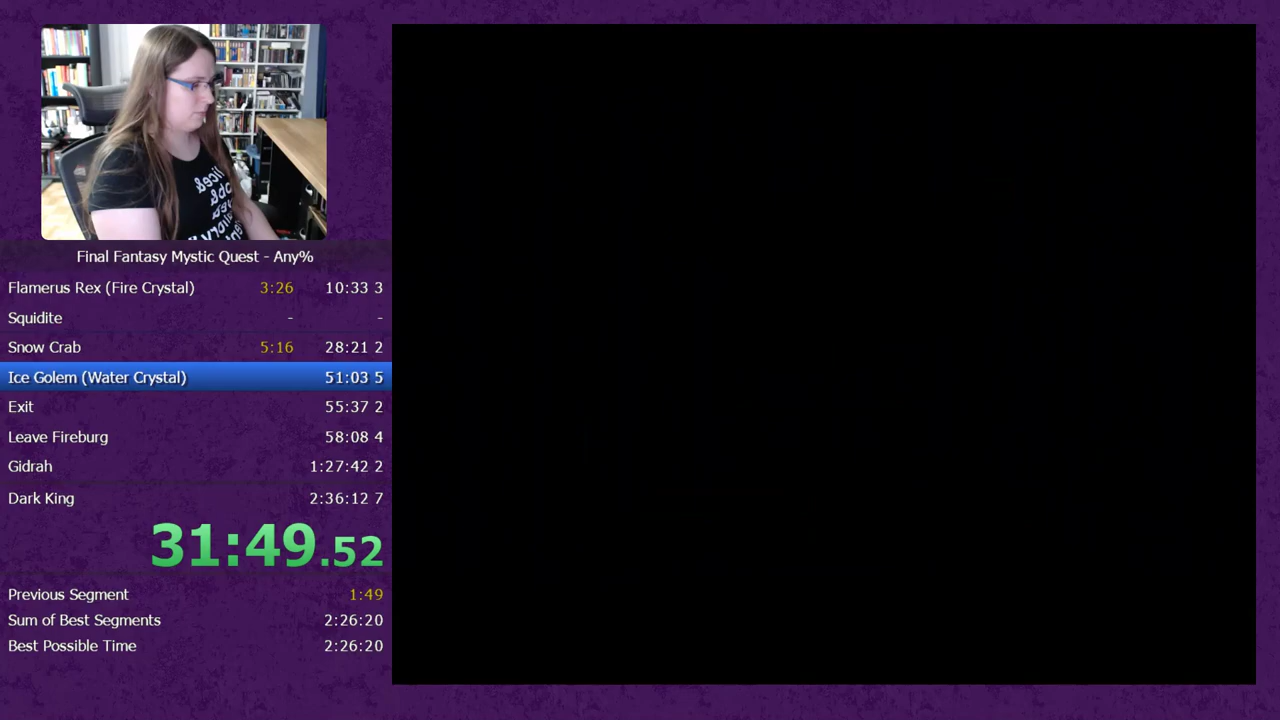 Final Fantasy Mystic Quest - Any%
Flamerus Rex (Fire Crystal) 3:26 10:33 3
Squidite - -
Snow Crab 5:16 28:21 2
Ice Golem (Water Crystal) 51:03 5
Exit 55:37 2
Leave Fireburg 58:08 4
Gidrah 1:27:42 2
Dark King 2:36:12 7
31:49.52
Previous Segment 1:49
Sum of Best Segments 2:26:20
Best Possible Time 2:26:20